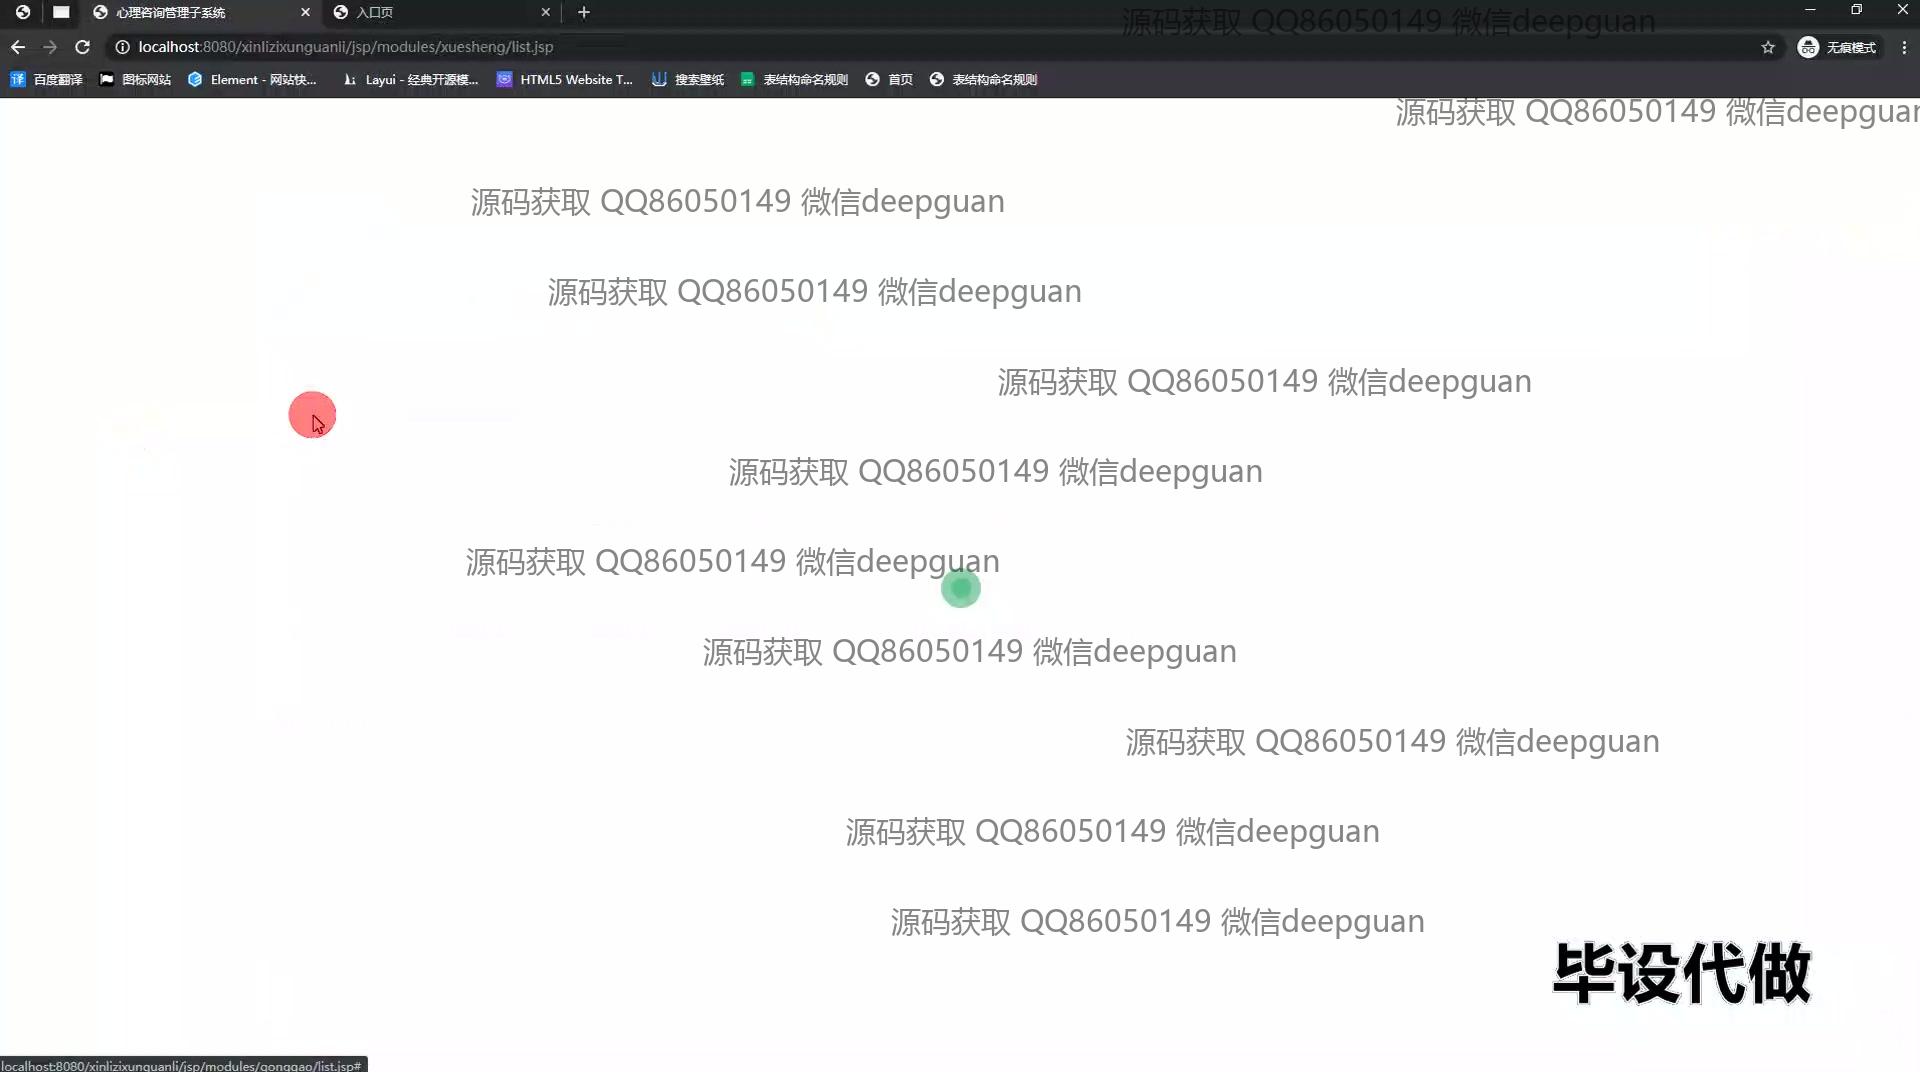 心理咨询管理子系统
入口页
源码获取 QQ86050149 微信deepguan
localhost:8080/xinlizixunguanli/jsp/modules/xuesheng/list.jsp
无痕模式
百度翻译
图标网站
Element - 网站快...
Layui - 经典开源模...
HTML5 Website T...
搜索壁纸
表结构命名规则
首页
表结构命名规则
源码获取 QQ86050149 微信deepguan
源码获取 QQ86050149 微信deepguan
源码获取 QQ86050149 微信deepguan
源码获取 QQ86050149 微信deepguan
源码获取 QQ86050149 微信deepguan
源码获取 QQ86050149 微信deepguan
源码获取 QQ86050149 微信deepguan
源码获取 QQ86050149 微信deepguan
源码获取 QQ86050149 微信deepguan
源码获取 QQ86050149 微信deepguan
毕设代做
localhost:8080/xinlizixunguanli/jsp/modules/gonggao/list.jsp#